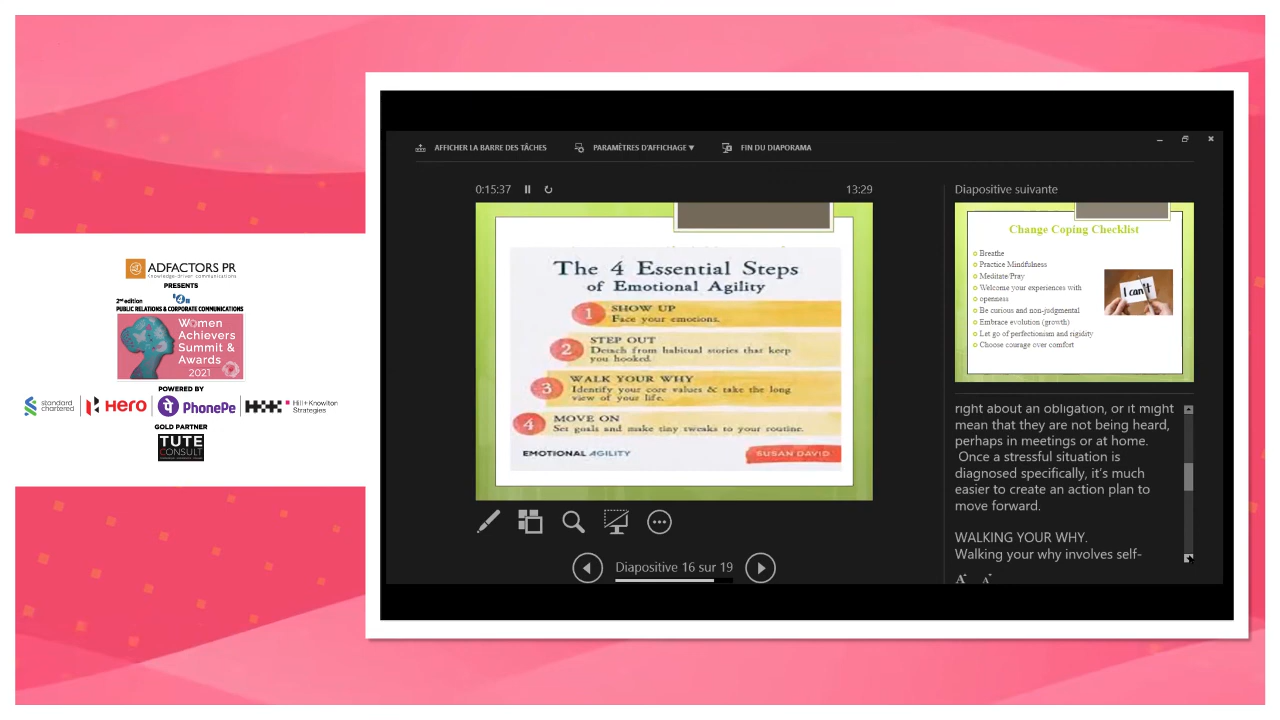 ADFACTORS PR
Knowledge-driven communications
PRESENTS
2nd edition
PUBLIC RELATIONS & CORPORATE COMMUNICATIONS
Women
Achievers
Summit &
Awards
2021
POWERED BY
standard
chartered
Hero
PhonePe
H+K
Hill+Knowlton
Strategies
GOLD PARTNER
TUTE
CONSULT
AFFICHER LA BARRE DES TÂCHES
PARAMÈTRES D'AFFICHAGE ▼
FIN DU DIAPORAMA
0:15:37
13:29
The 4 Essential Steps
of Emotional Agility
1 SHOW UP
Face your emotions.
2 STEP OUT
Detach from habitual stories that keep
you hooked.
3 WALK YOUR WHY
Identify your core values & take the long
view of your life.
4 MOVE ON
Set goals and make tiny tweaks to your routine.
EMOTIONAL AGILITY
SUSAN DAVID
Diapositive 16 sur 19
Diapositive suivante
Change Coping Checklist
Breathe
Practice Mindfulness
Meditate/Pray
Welcome your experiences with
openness
Be curious and non-judgmental
Embrace evolution (growth)
Let go of perfectionism and rigidity
Choose courage over comfort
I can't
right about an obligation, or it might
mean that they are not being heard,
perhaps in meetings or at home.
Once a stressful situation is
diagnosed specifically, it's much
easier to create an action plan to
move forward.
WALKING YOUR WHY.
Walking your why involves self-
A A